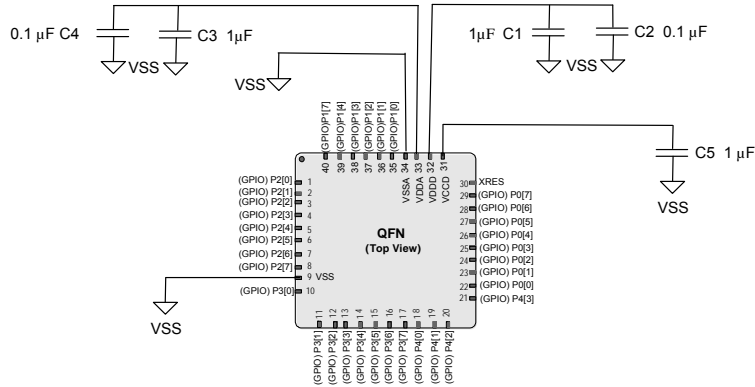 0.1 µF C4
C3 1µF
1µF C1
C2 0.1 µF
VSS
VSS
VSS
C5 1 µF
VSS
(GPIO)P1[7]
(GPIO)P1[4]
(GPIO)P1[3]
(GPIO)P1[2]
(GPIO)P1[1]
(GPIO)P1[0]
40
39
38
37
36
35
34
33
32
31
VSSA
VDDA
VDDD
VCCD
(GPIO) P2[0] 1
(GPIO) P2[1] 2
(GPIO) P2[2] 3
(GPIO) P2[3] 4
(GPIO) P2[4] 5
(GPIO) P2[5] 6
(GPIO) P2[6] 7
(GPIO) P2[7] 8
9 VSS
(GPIO) P3[0] 10
QFN
(Top View)
30 XRES
29 (GPIO) P0[7]
28 (GPIO) P0[6]
27 (GPIO) P0[5]
26 (GPIO) P0[4]
25 (GPIO) P0[3]
24 (GPIO) P0[2]
23 (GPIO) P0[1]
22 (GPIO) P0[0]
21 (GPIO) P4[3]
VSS
11
12
13
14
15
16
17
18
19
20
(GPIO) P3[1]
(GPIO) P3[2]
(GPIO) P3[3]
(GPIO) P3[4]
(GPIO) P3[5]
(GPIO) P3[6]
(GPIO) P3[7]
(GPIO) P4[0]
(GPIO) P4[1]
(GPIO) P4[2]